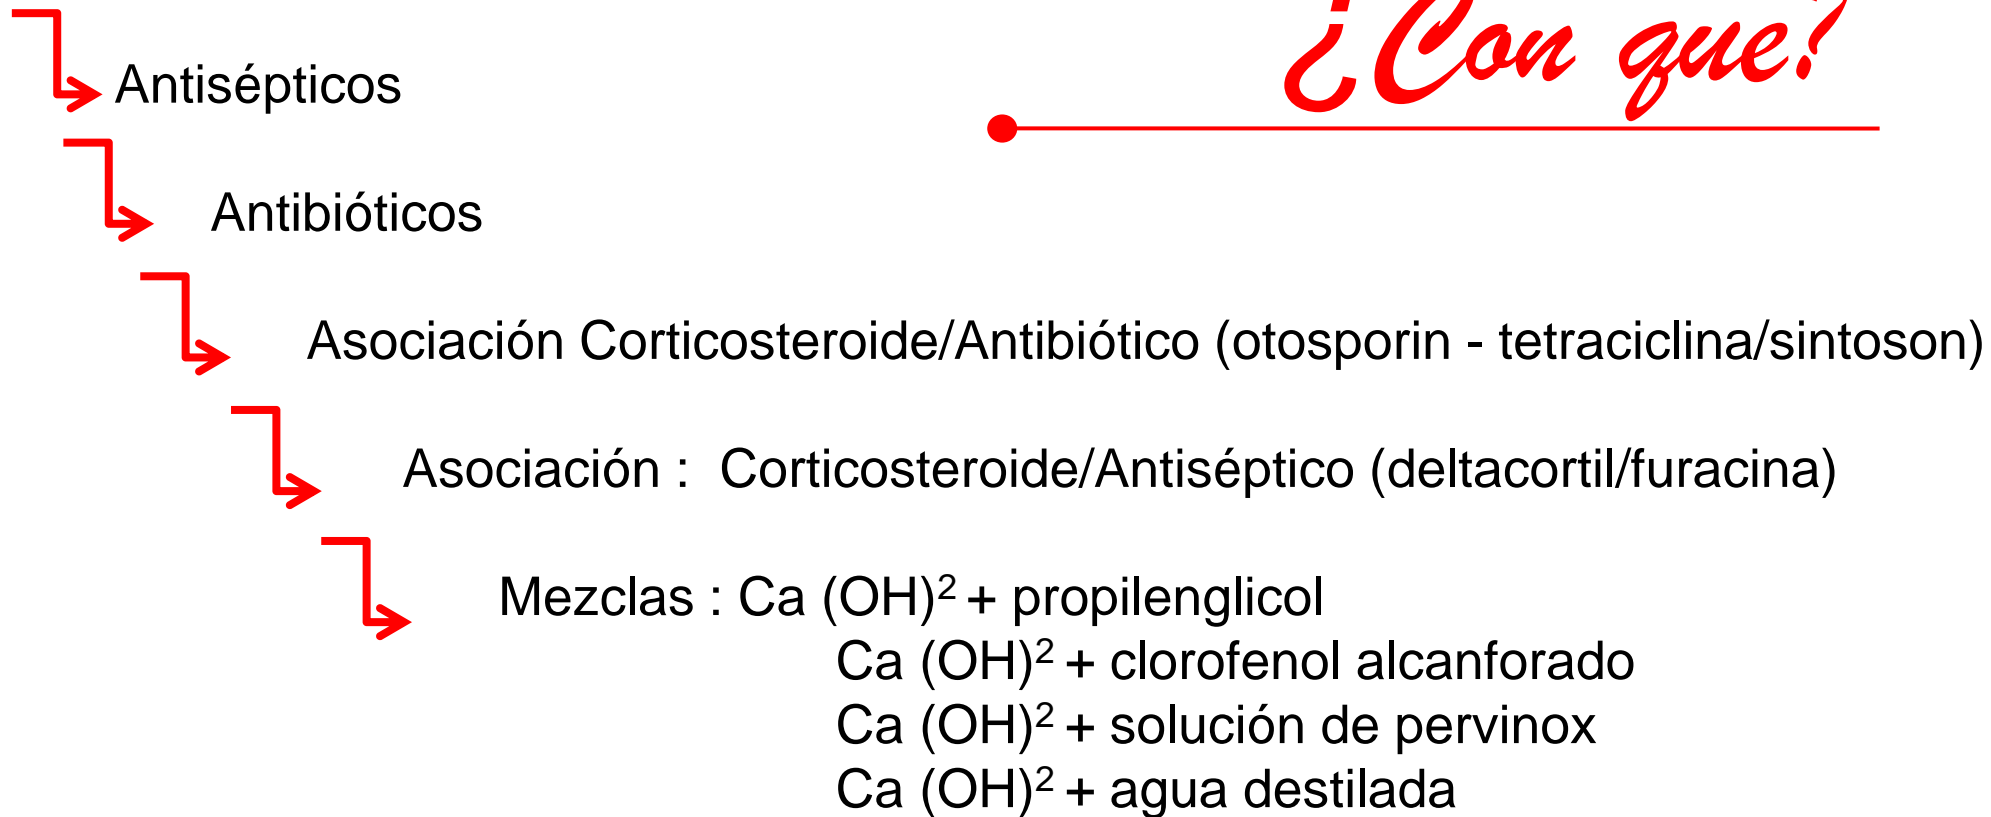 ¿Con que?
Antisépticos
Antibióticos
Asociación Corticosteroide/Antibiótico (otosporin - tetraciclina/sintoson)
Asociación : Corticosteroide/Antiséptico (deltacortil/furacina)
Mezclas : Ca (OH)² + propilenglicol
Ca (OH)² + clorofenol alcanforado
Ca (OH)² + solución de pervinox
Ca (OH)² + agua destilada